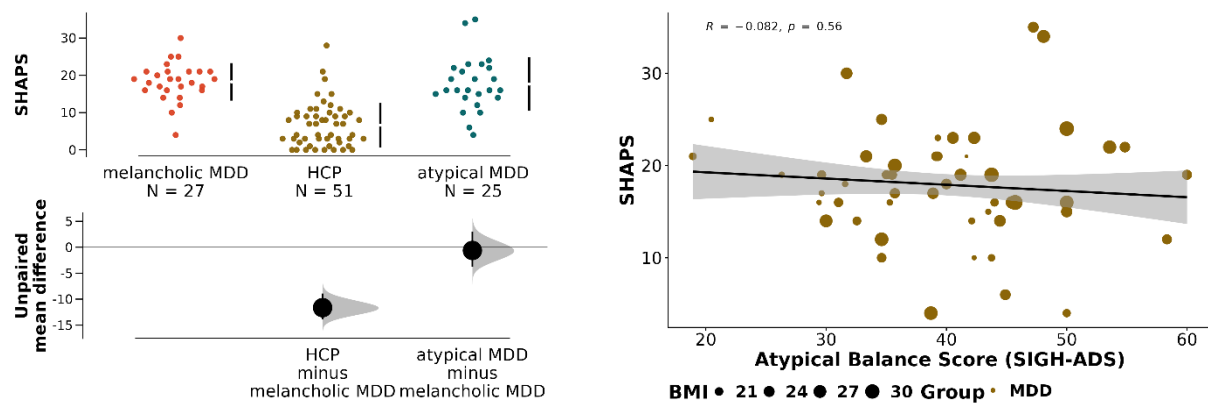 SHAPS
30
20
10
0
melancholic MDD
N = 27
HCP
N = 51
atypical MDD
N = 25
Unpaired
mean difference
5
0
-5
-10
-15
HCP
minus
melancholic MDD
atypical MDD
minus
melancholic MDD
R = −0.082, p = 0.56
SHAPS
30
20
10
20 30 40 50 60
Atypical Balance Score (SIGH-ADS)
BMI 21 24 27 30 Group MDD